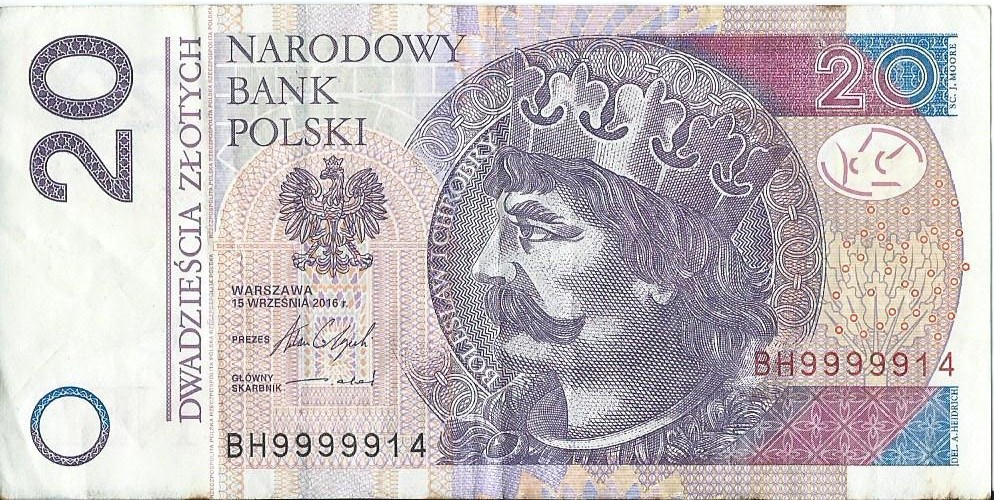 20
DWADZIEŚCIA ZŁOTYCH
NARODOWY
BANK
POLSKI
WARSZAWA
15 WRZEŚNIA 2016 r.
PREZES
GŁÓWNY
SKARBNIK
BH9999914
BOLESŁAW I CHROBRY
20
SC. J. MOORE
BH9999914
DEL. A. HEIDRICH